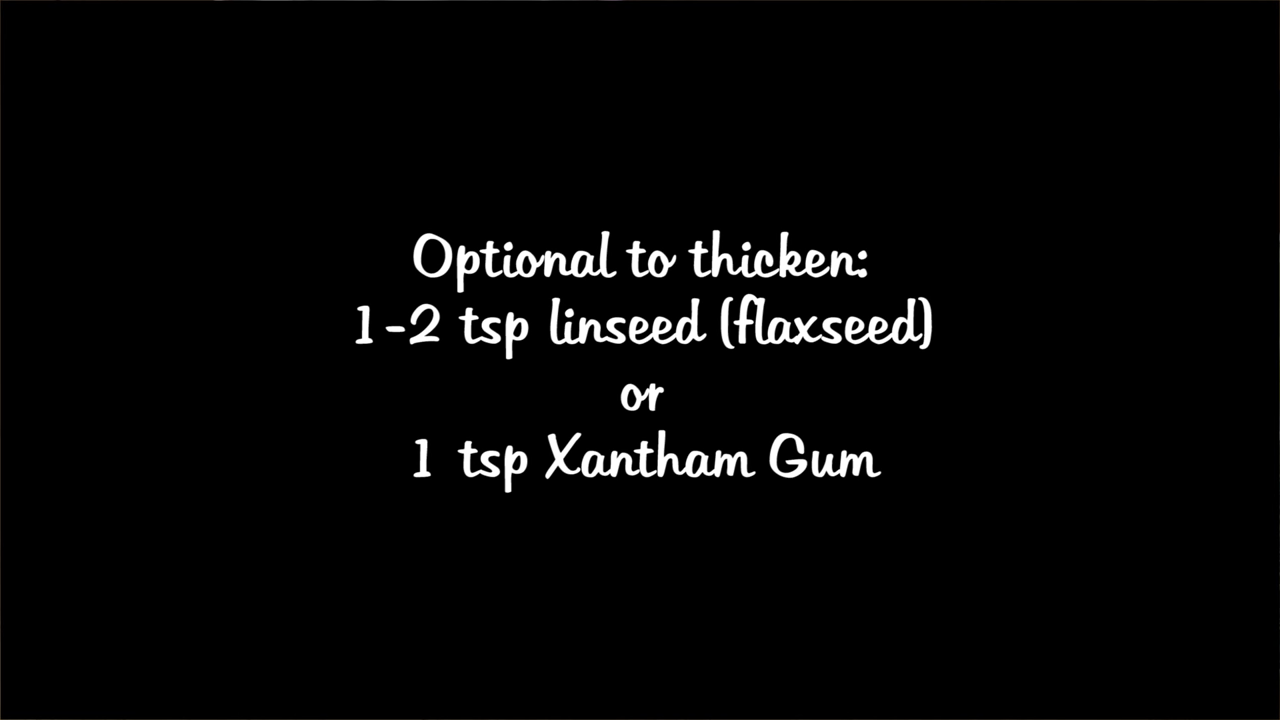 Optional to thicken:
1-2 tsp linseed (flaxseed)
or
1 tsp Xantham Gum